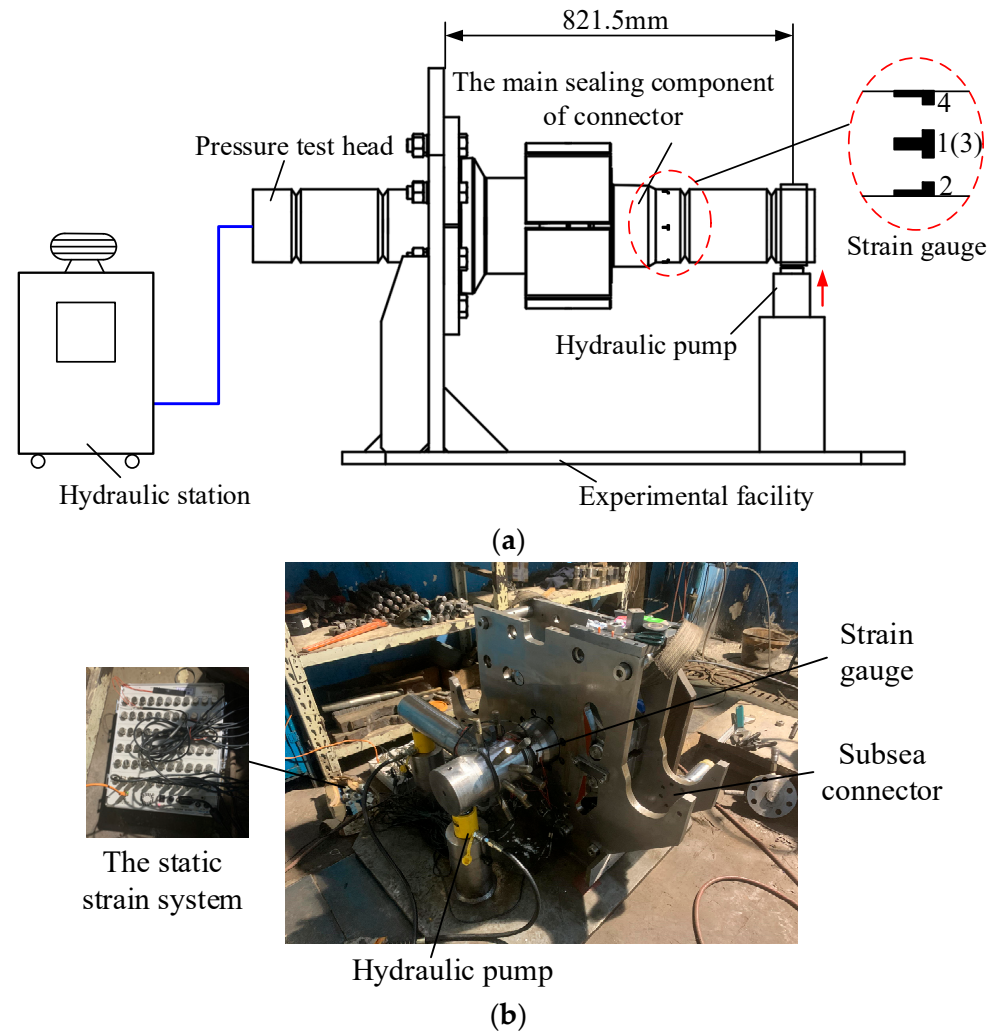 (a)
821.5mm
The main sealing component
of connector
Pressure test head
4
1(3)
2
Strain gauge
Hydraulic pump
Hydraulic station
Experimental facility
(a)
Strain
gauge
Subsea
connector
The static
strain system
Hydraulic pump
(b)